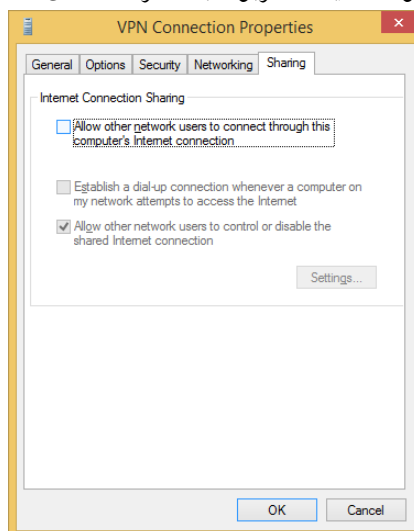 VPN Connection Properties
General Options Security Networking Sharing
Internet Connection Sharing
Allow other network users to connect through this
computer's Internet connection
Establish a dial-up connection whenever a computer on
my network attempts to access the Internet
Allow other network users to control or disable the
shared Internet connection
Settings...
OK Cancel